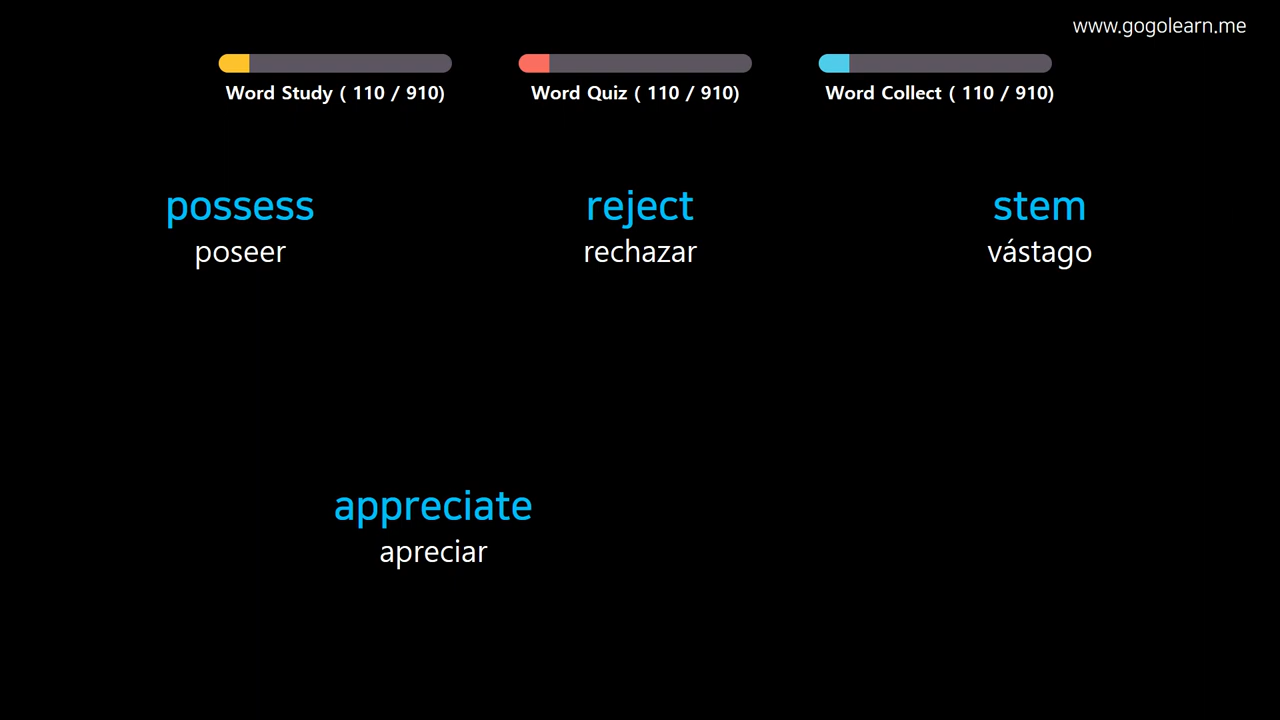 www.gogolearn.me
Word Study ( 110 / 910)
Word Quiz ( 110 / 910)
Word Collect ( 110 / 910)
possess
poseer
reject
rechazar
stem
vástago
appreciate
apreciar